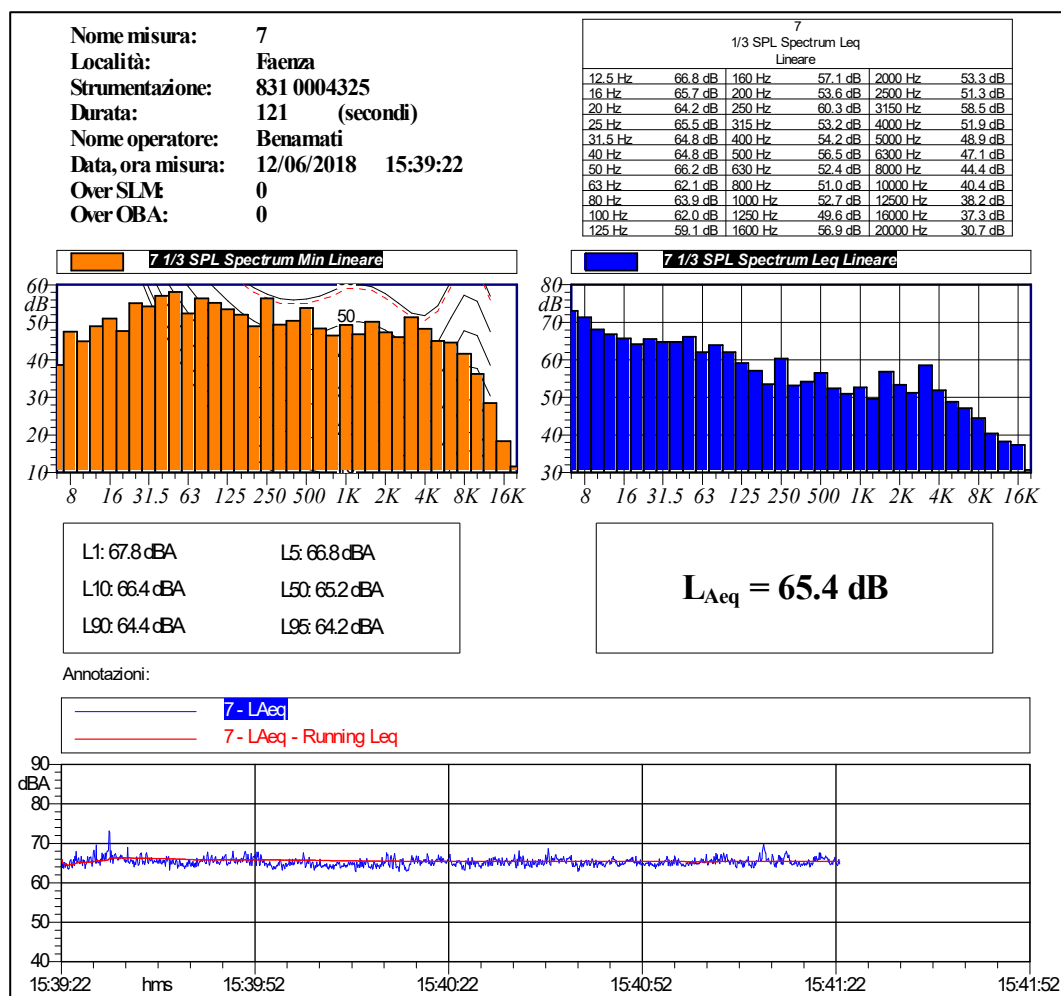 Nome misura: 7
Località: Faenza
Strumentazione: 831 0004325
Durata: 121 (secondi)
Nome operatore: Benamati
Data, ora misura: 12/06/2018 15:39:22
Over SLM: 0
Over OBA: 0
7
1/3 SPL Spectrum Leq
Lineare
12.5 Hz 66.8 dB 160 Hz 57.1 dB 2000 Hz 53.3 dB
16 Hz 65.7 dB 200 Hz 53.6 dB 2500 Hz 51.3 dB
20 Hz 64.2 dB 250 Hz 60.3 dB 3150 Hz 58.5 dB
25 Hz 65.5 dB 315 Hz 53.2 dB 4000 Hz 51.9 dB
31.5 Hz 64.8 dB 400 Hz 54.2 dB 5000 Hz 48.9 dB
40 Hz 64.8 dB 500 Hz 56.5 dB 6300 Hz 47.1 dB
50 Hz 66.2 dB 630 Hz 52.4 dB 8000 Hz 44.4 dB
63 Hz 62.1 dB 800 Hz 51.0 dB 10000 Hz 40.4 dB
80 Hz 63.9 dB 1000 Hz 52.7 dB 12500 Hz 38.2 dB
100 Hz 62.0 dB 1250 Hz 49.6 dB 16000 Hz 37.3 dB
125 Hz 59.1 dB 1600 Hz 56.9 dB 20000 Hz 30.7 dB
7 1/3 SPL Spectrum Min Lineare
60
dB
50
40
30
20
10
50
8 16 31.5 63 125 250 500 1K 2K 4K 8K 16K
7 1/3 SPL Spectrum Leq Lineare
80
dB
70
60
50
40
30
8 16 31.5 63 125 250 500 1K 2K 4K 8K 16K
L1: 67.8 dBA L5: 66.8 dBA
L10: 66.4 dBA L50: 65.2 dBA
L90: 64.4 dBA L95: 64.2 dBA
LAeq = 65.4 dB
Annotazioni:
7 - LAeq
7 - LAeq - Running Leq
90
dBA
80
70
60
50
40
15:39:22 hms 15:39:52 15:40:22 15:40:52 15:41:22 15:41:52